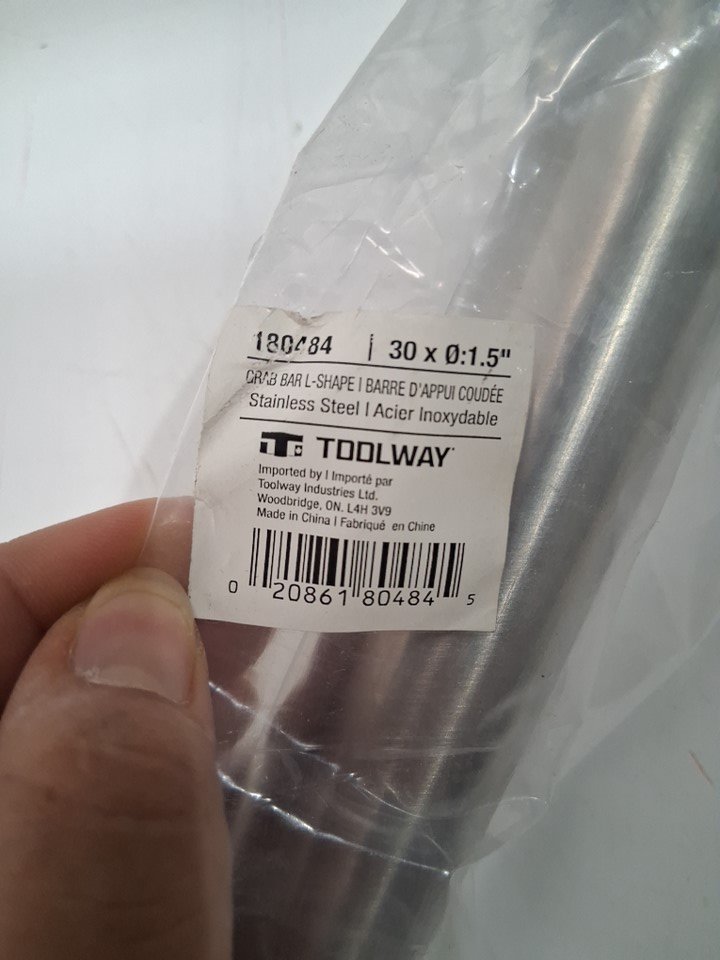 180484 | 30 x Ø:1.5"
GRAB BAR L-SHAPE | BARRE D'APPUI COUDÉE
Stainless Steel | Acier Inoxydable
TOOLWAY
Imported by | Importé par
Toolway Industries Ltd.
Woodbridge, ON. L4H 3V9
Made in China | Fabriqué en Chine
0 20861 80484 5